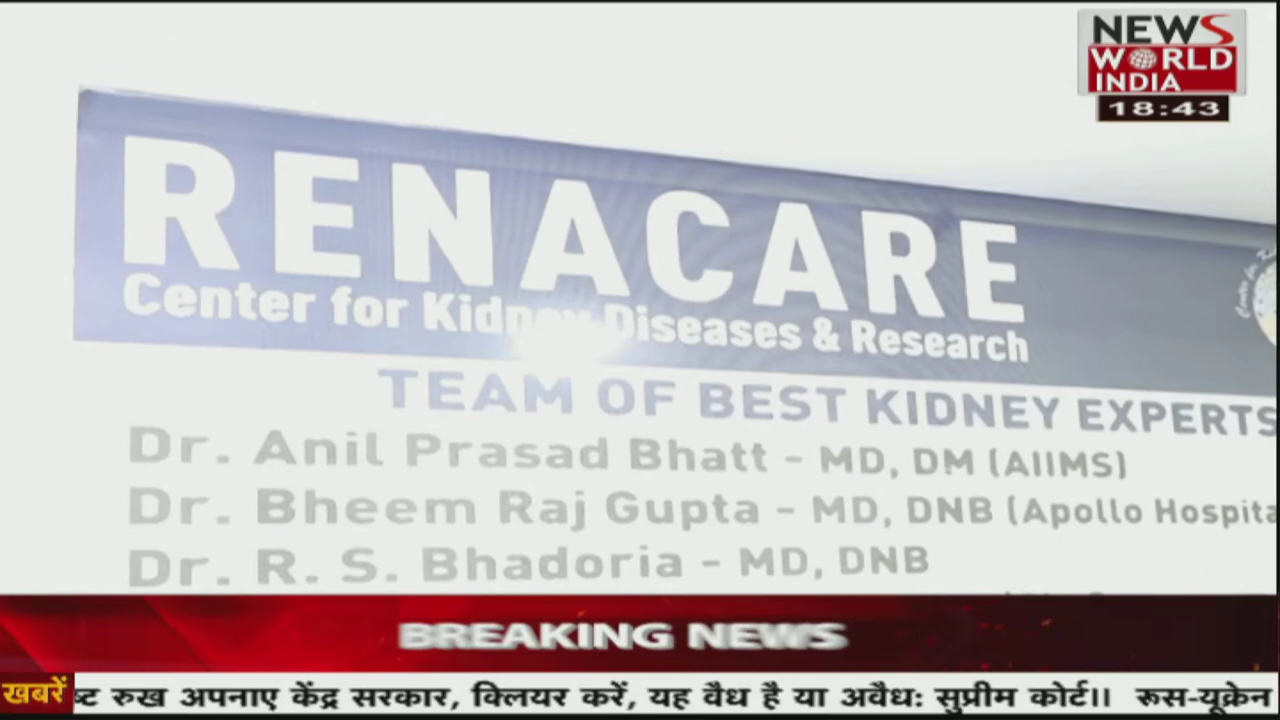 NEWS
WORLD
INDIA
18:43
RENACARE
Center for Kidney Diseases & Research
TEAM OF BEST KIDNEY EXPERTS
Dr. Anil Prasad Bhatt - MD, DM (AIIMS)
Dr. Bheem Raj Gupta - MD, DNB (Apollo Hospita
Dr. R. S. Bhadoria - MD, DNB
BREAKING NEWS
खबरें ष्ट रुख अपनाए केंद्र सरकार, क्लियर करें, यह वैध है या अवैध: सुप्रीम कोर्ट।। रूस-यूक्रेन